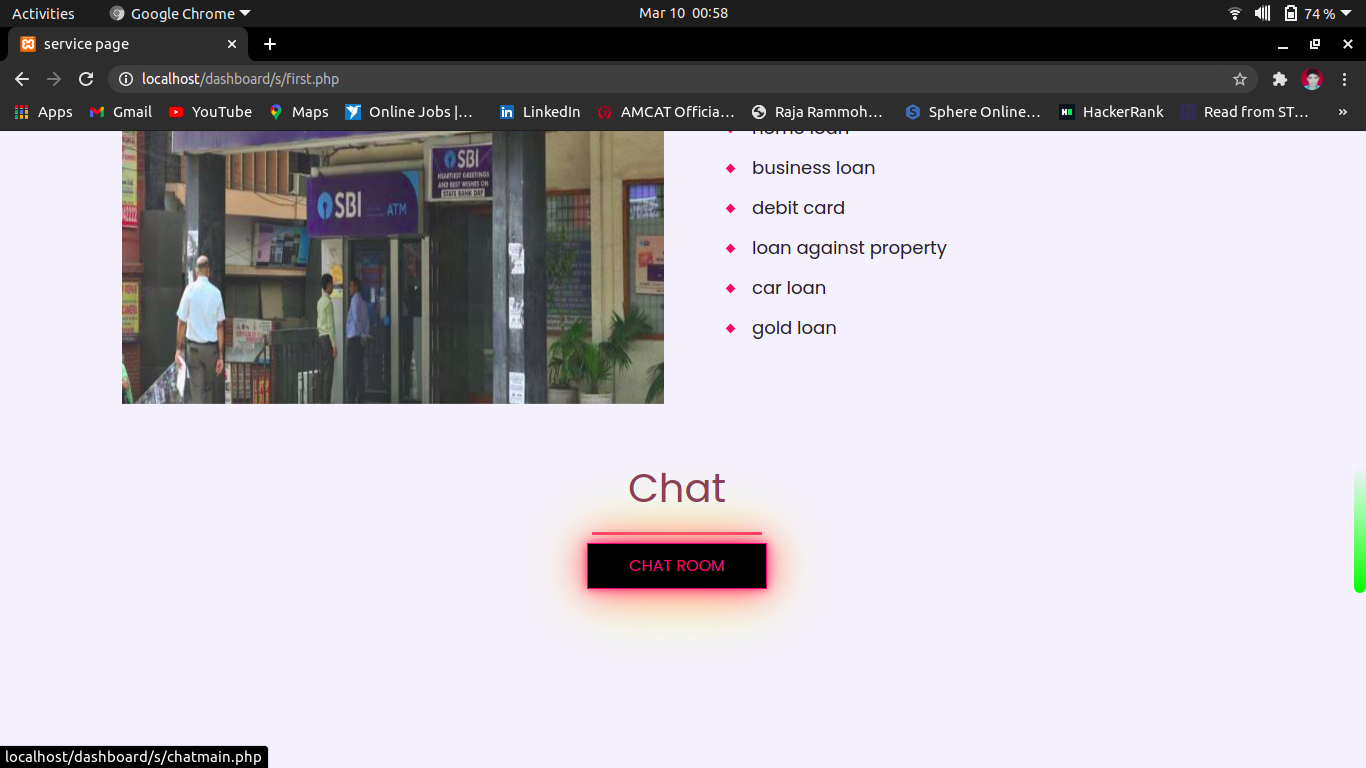 Activities Google Chrome Mar 10 00:58 74 %
service page
localhost/dashboard/s/first.php
Apps Gmail YouTube Maps Online Jobs |... LinkedIn AMCAT Officia... Raja Rammoh... Sphere Online... HackerRank Read from ST... »
home loan
SBI
HEARTIEST GREETINGS
AND BEST WISHES ON
STATE BANK DAY
SBI ATM
business loan
debit card
loan against property
car loan
gold loan
Chat
CHAT ROOM
localhost/dashboard/s/chatmain.php